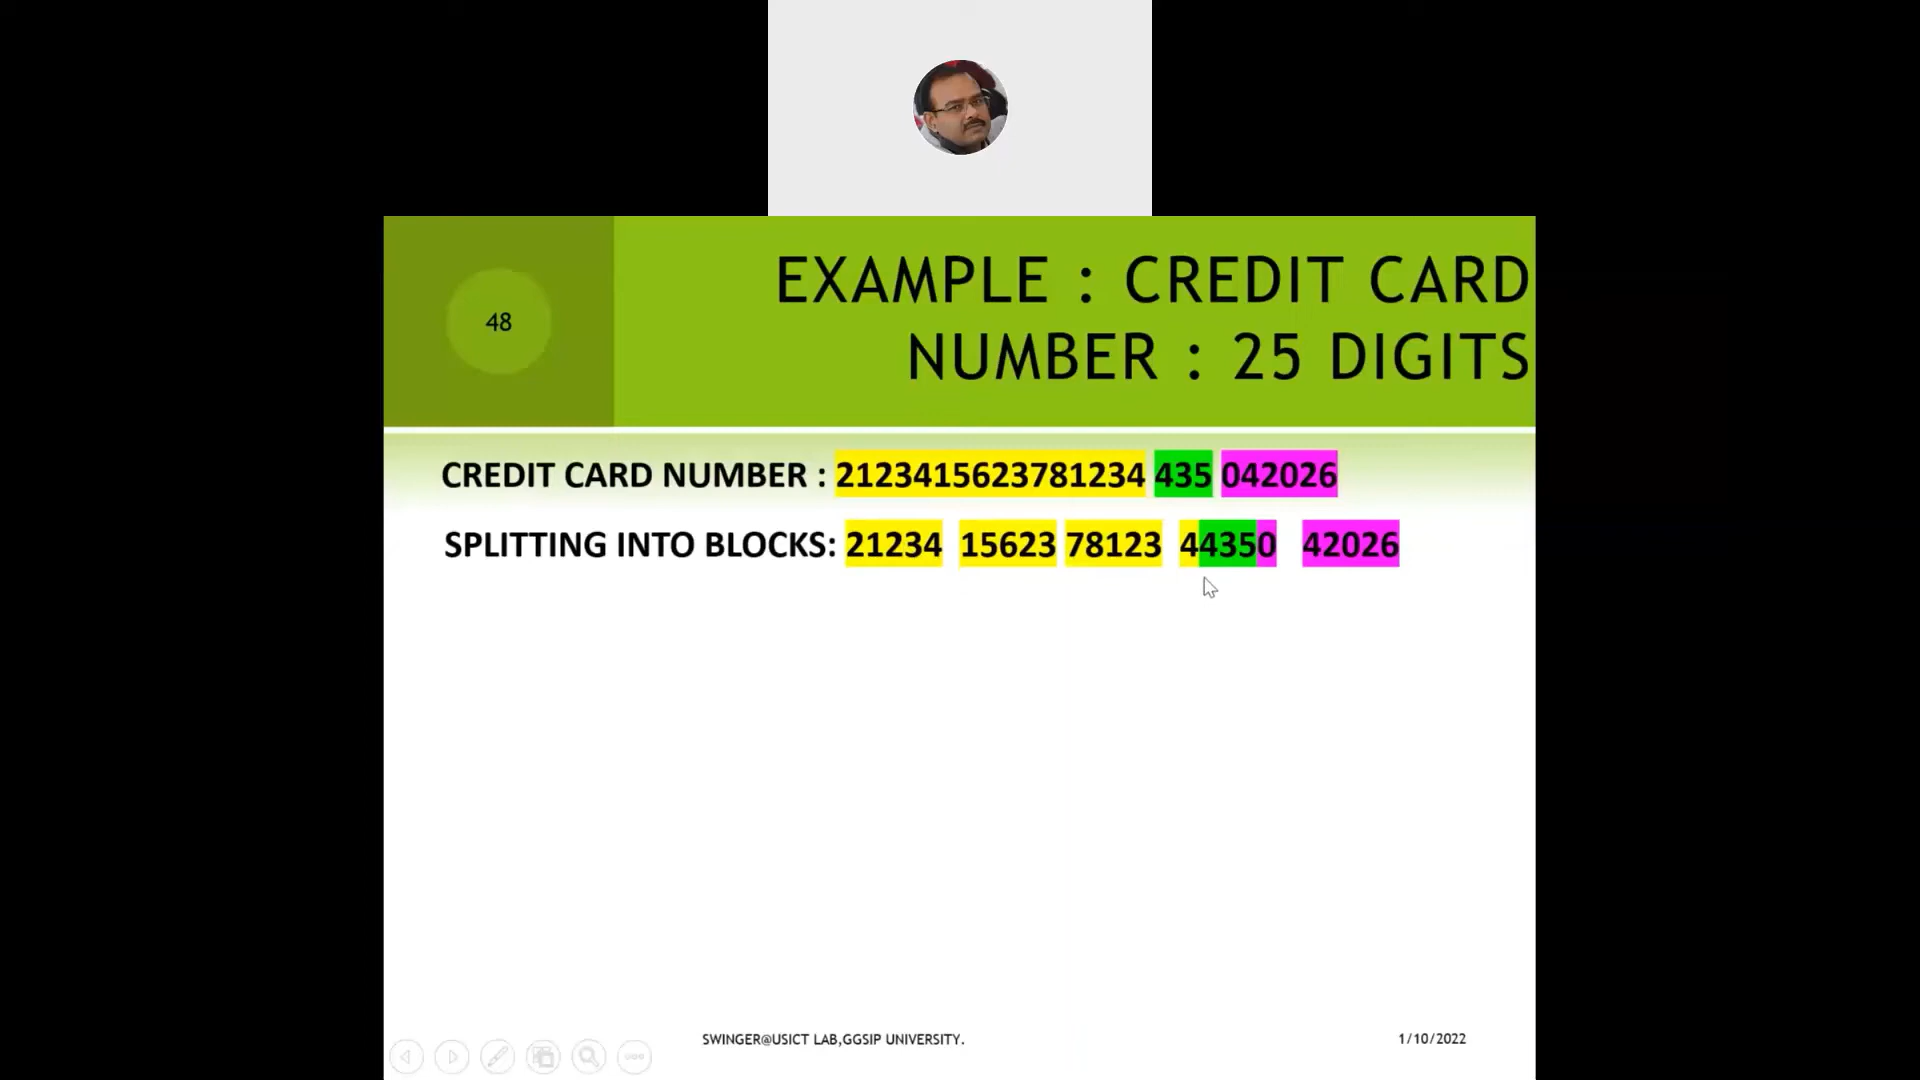 48
EXAMPLE : CREDIT CARD
NUMBER : 25 DIGITS
CREDIT CARD NUMBER : 2123415623781234 435 042026
SPLITTING INTO BLOCKS: 21234 15623 78123 44350 42026
SWINGER@USICT LAB,GGSIP UNIVERSITY.
1/10/2022